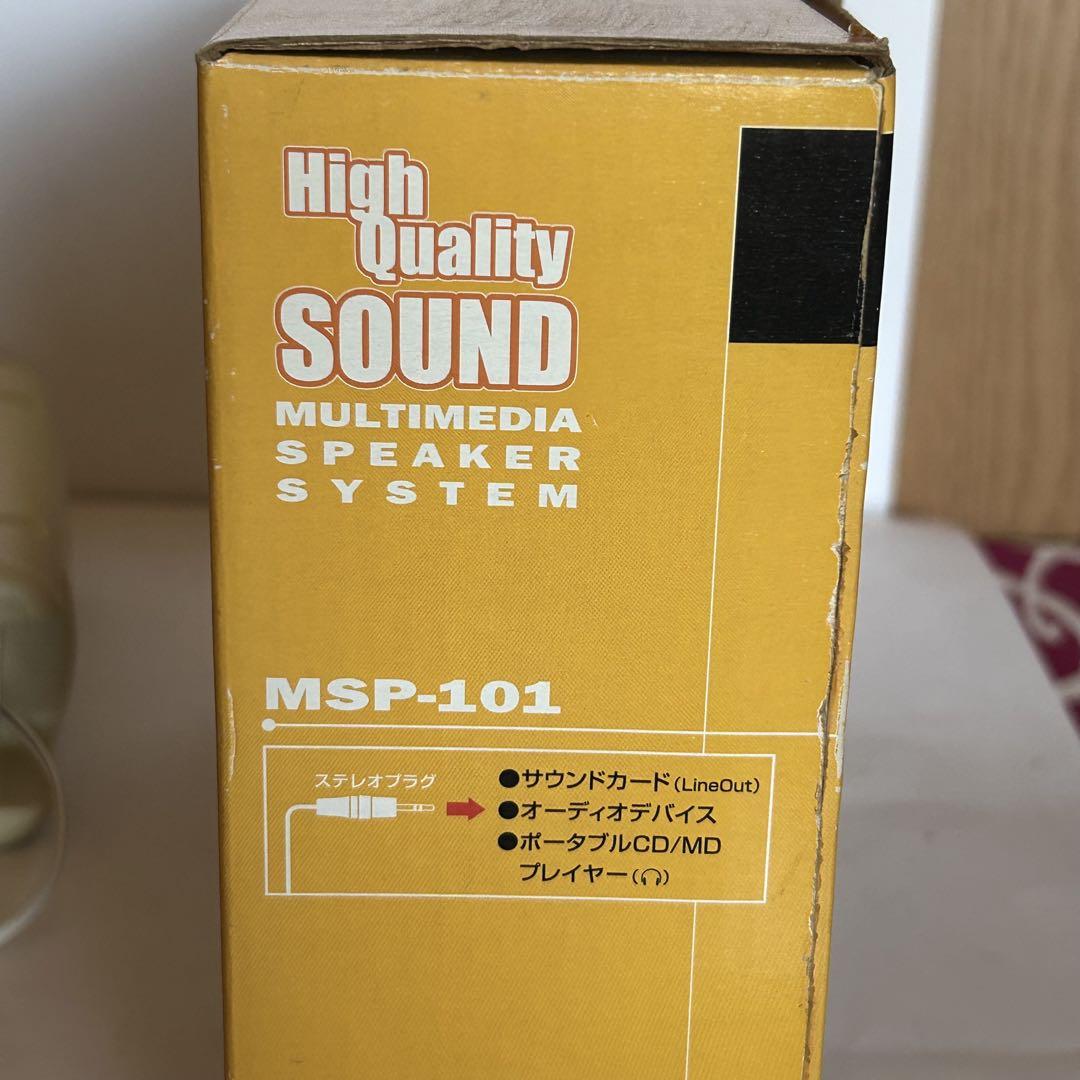 High
Quality
SOUND
MULTIMEDIA
SPEAKER
SYSTEM
MSP-101
ステレオプラグ
●サウンドカード(LineOut)
●オーディオデバイス
●ポータブルCD/MD
プレイヤー(🎧)